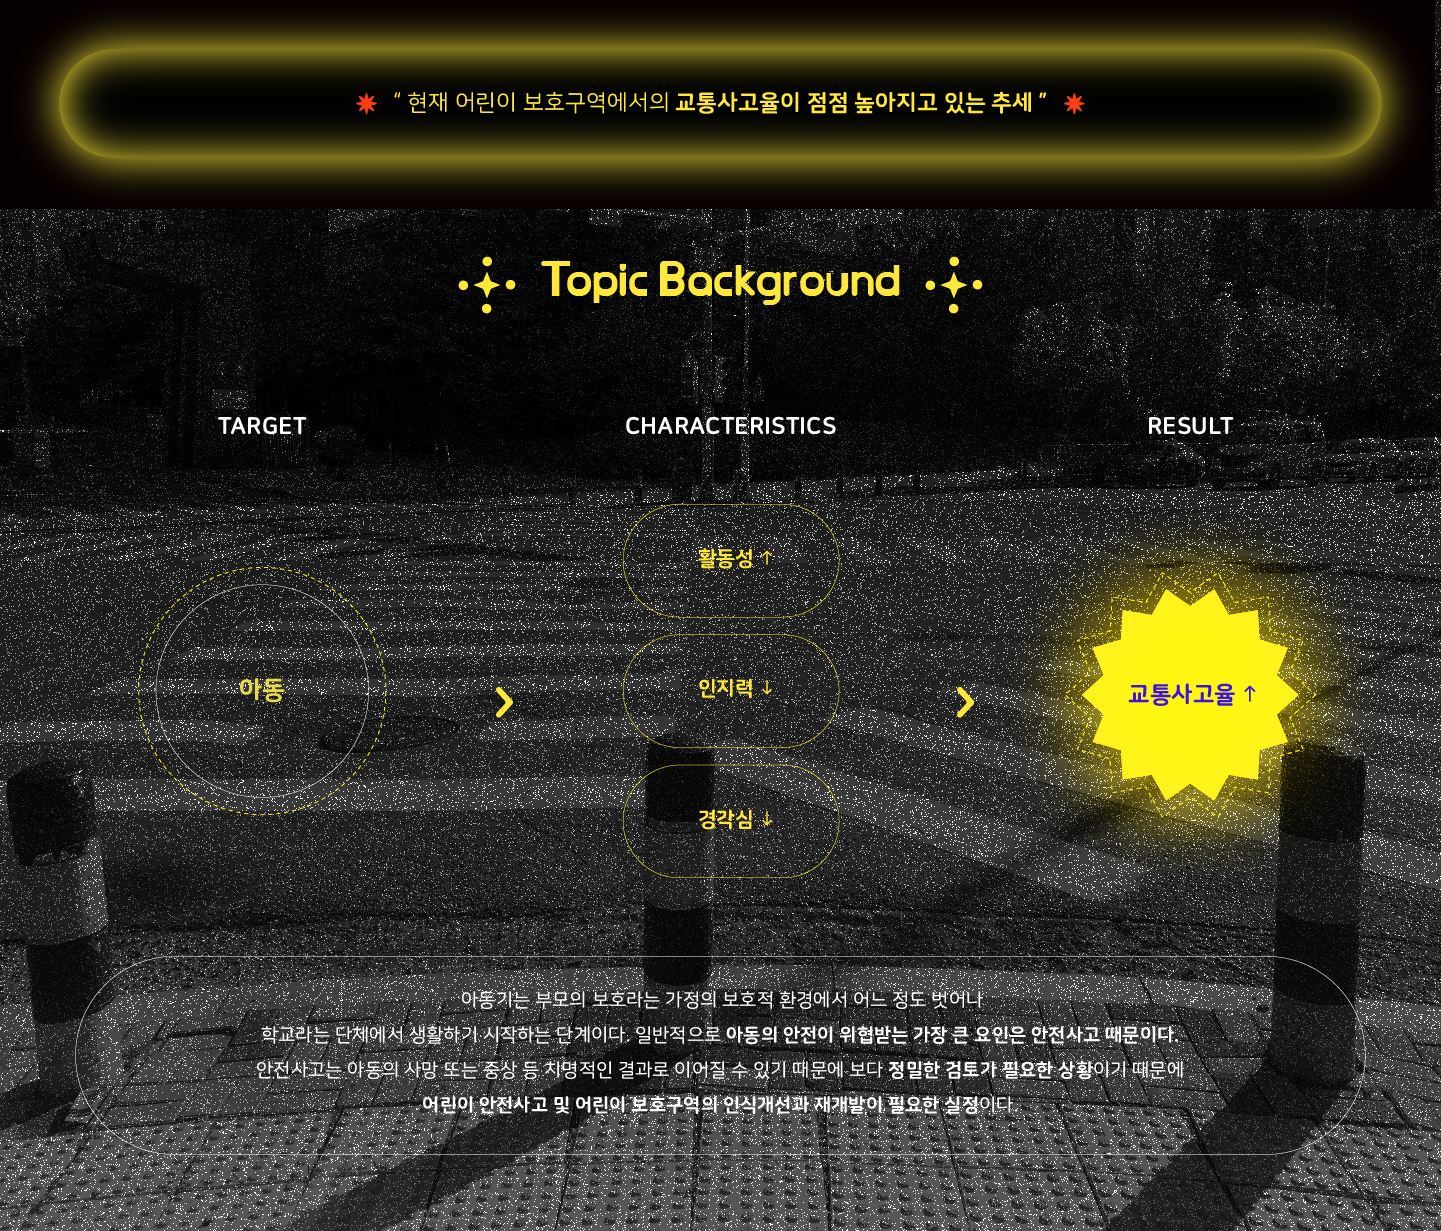 “ 현재 어린이 보호구역에서의 교통사고율이 점점 높아지고 있는 추세 ”
Topic Background
TARGET
CHARACTERISTICS
RESULT
활동성 ↑
아동
인지력 ↓
교통사고율 ↑
경각심 ↓
아동기는 부모의 보호라는 가정의 보호적 환경에서 어느 정도 벗어나
학교라는 단체에서 생활하기 시작하는 단계이다. 일반적으로 아동의 안전이 위협받는 가장 큰 요인은 안전사고 때문이다.
안전사고는 아동의 사망 또는 중상 등 치명적인 결과로 이어질 수 있기 때문에 보다 정밀한 검토가 필요한 상황이기 때문에
어린이 안전사고 및 어린이 보호구역의 인식개선과 재개발이 필요한 실정이다